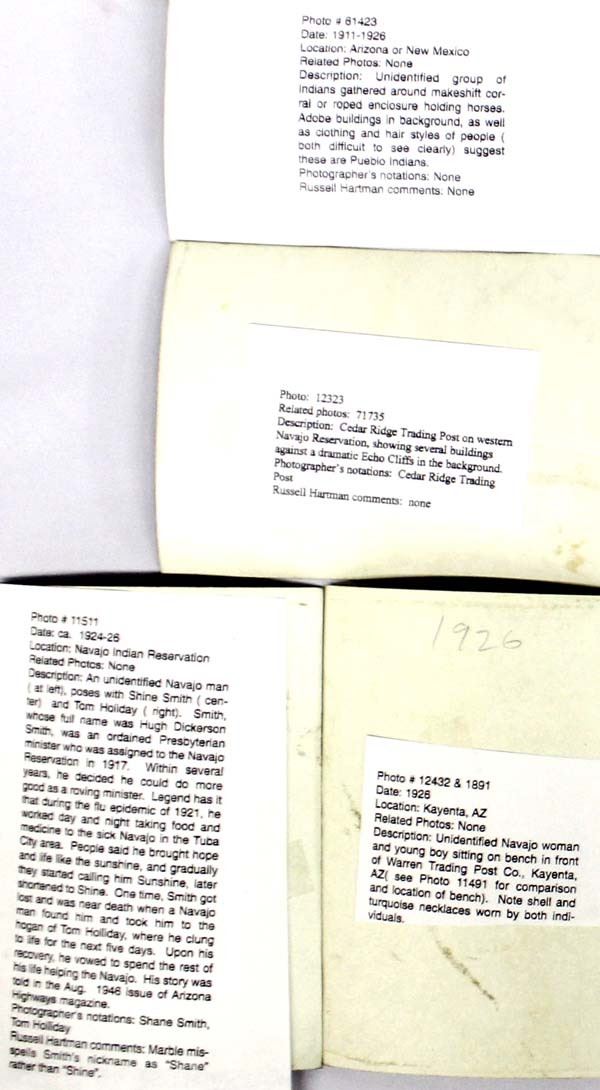 Photo # 61423
Date: 1911-1926
Location: Arizona or New Mexico
Related Photos: None
Description: Unidentified group of
Indians gathered around makeshift cor-
ral or roped enclosure holding horses.
Adobe buildings in background, as well
as clothing and hair styles of people (
both difficult to see clearly) suggest
these are Pueblo Indians.
Photographer's notations: None
Russell Hartman comments: None
Photo: 12323
Related photos: 71735
Description: Cedar Ridge Trading Post on western
Navajo Reservation, showing several buildings
against a dramatic Echo Cliffs in the background.
Photographer's notations: Cedar Ridge Trading
Post
Russell Hartman comments: none
Photo # 11511
Date: ca. 1924-26
Location: Navajo Indian Reservation
Related Photos: None
Description: An unidentified Navajo man
( at left), poses with Shine Smith ( cen-
ter) and Tom Holiday ( right). Smith,
whose full name was Hugh Dickerson
Smith, was an ordained Presbyterian
minister who was assigned to the Navajo
Reservation in 1917. Within several
years, he decided he could do more
good as a roving minister. Legend has it
that during the flu epidemic of 1921, he
worked day and night taking food and
medicine to the sick Navajo in the Tuba
City area. People said he brought hope
and life like the sunshine, and gradually
they started calling him Sunshine, later
shortened to Shine. One time, Smith got
lost and was near death when a Navajo
man found him and took him to the
hogan of Tom Holliday, where he clung
to life for the next five days. Upon his
recovery, he vowed to spend the rest of
his life helping the Navajo. His story was
told in the Aug. 1946 issue of Arizona
Highways magazine.
Photographer's notations: Shane Smith,
Tom Holliday
Russell Hartman comments: Marble mis-
spells Smith's nickname as "Shane"
rather than "Shine".
1926
Photo # 12432 & 1891
Date: 1926
Location: Kayenta, AZ
Related Photos: None
Description: Unidentified Navajo woman
and young boy sitting on bench in front
of Warren Trading Post Co., Kayenta,
AZ( see Photo 11491 for comparison
and location of bench). Note shell and
turquoise necklaces worn by both indi-
viduals.